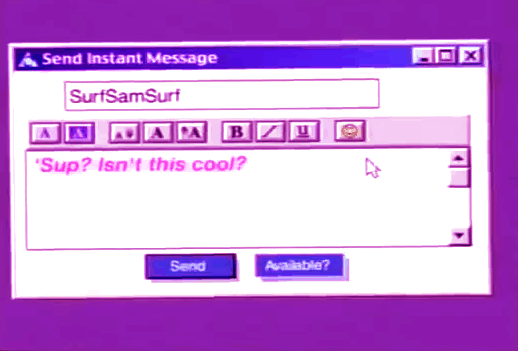 Send Instant Message
SurfSamSurf
A A A A A B I U
'Sup? Isn't this cool?
Send Available?